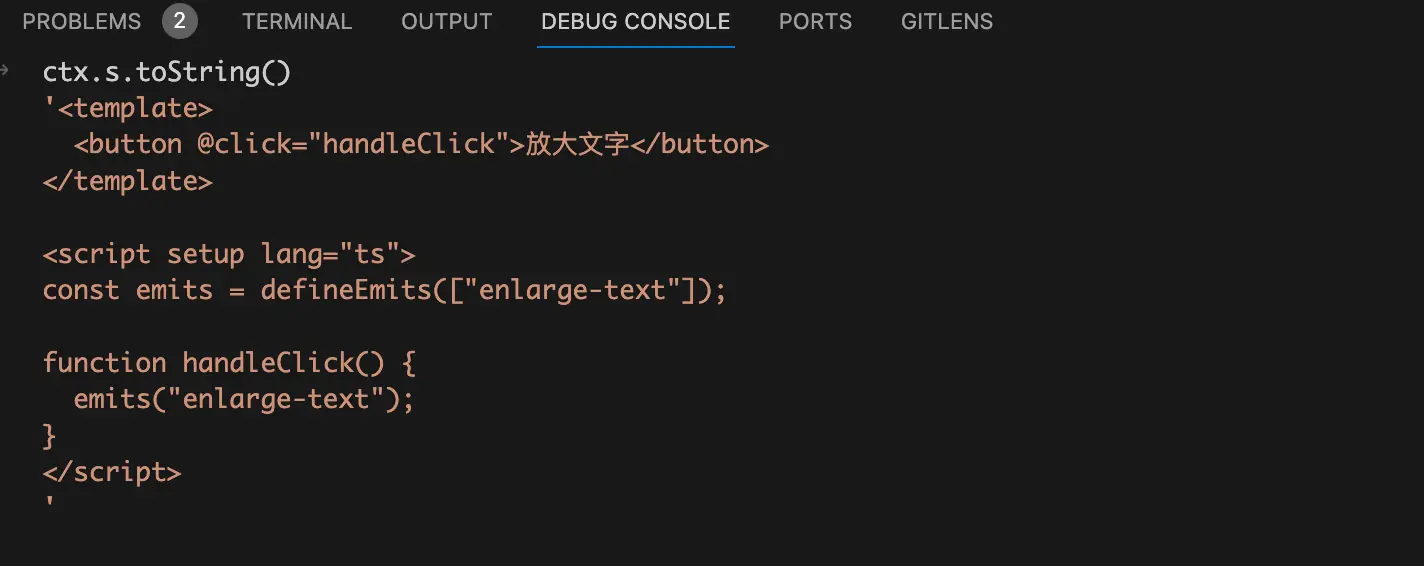 PROBLEMS 2 TERMINAL OUTPUT DEBUG CONSOLE PORTS GITLENS
ctx.s.toString()
'<template>
  <button @click="handleClick">放大文字</button>
</template>

<script setup lang="ts">
const emits = defineEmits(["enlarge-text"]);

function handleClick() {
  emits("enlarge-text");
}
</script>
'